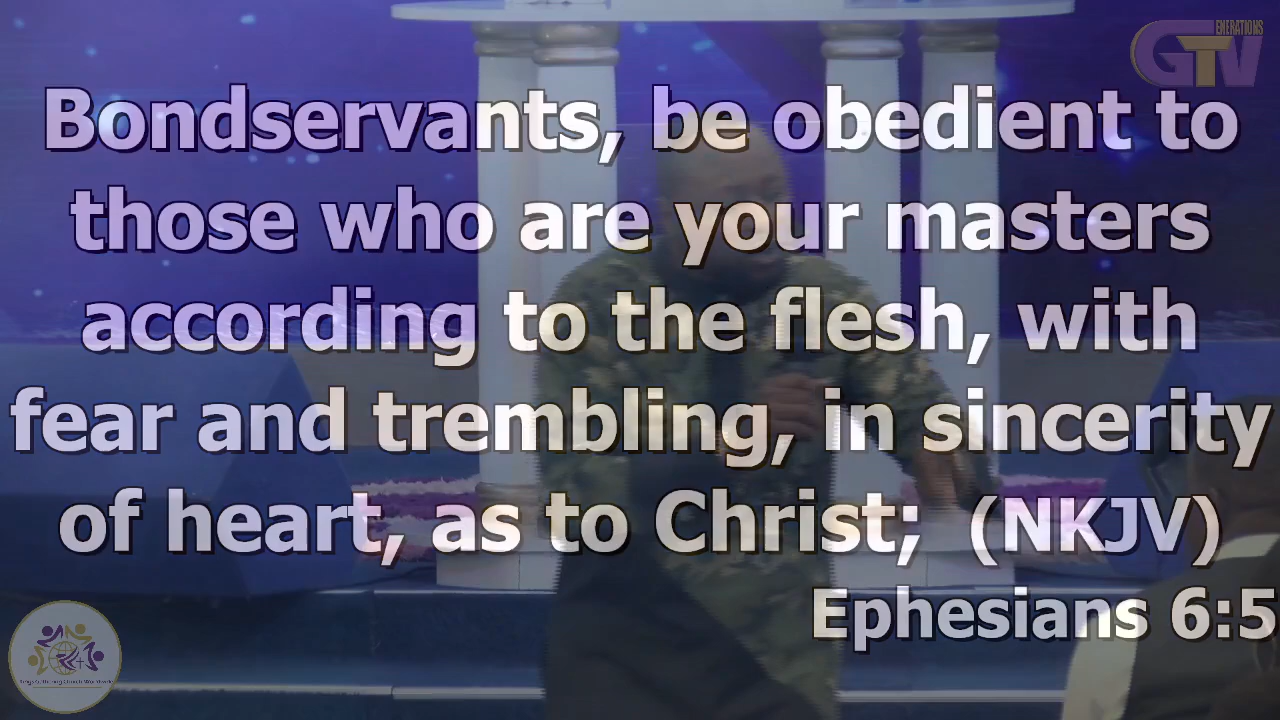 GTV
ENERATIONS
Bondservants, be obedient to
those who are your masters
according to the flesh, with
fear and trembling, in sincerity
of heart, as to Christ;  (NKJV)
Ephesians 6:5